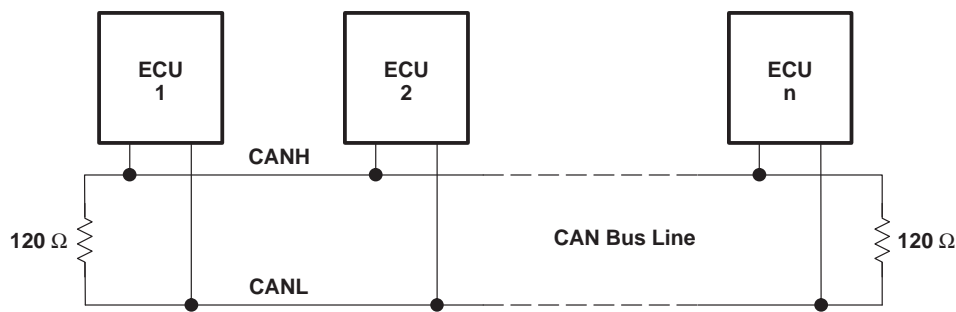 ECU
1
ECU
2
ECU
n
CANH
120 Ω
CAN Bus Line
120 Ω
CANL